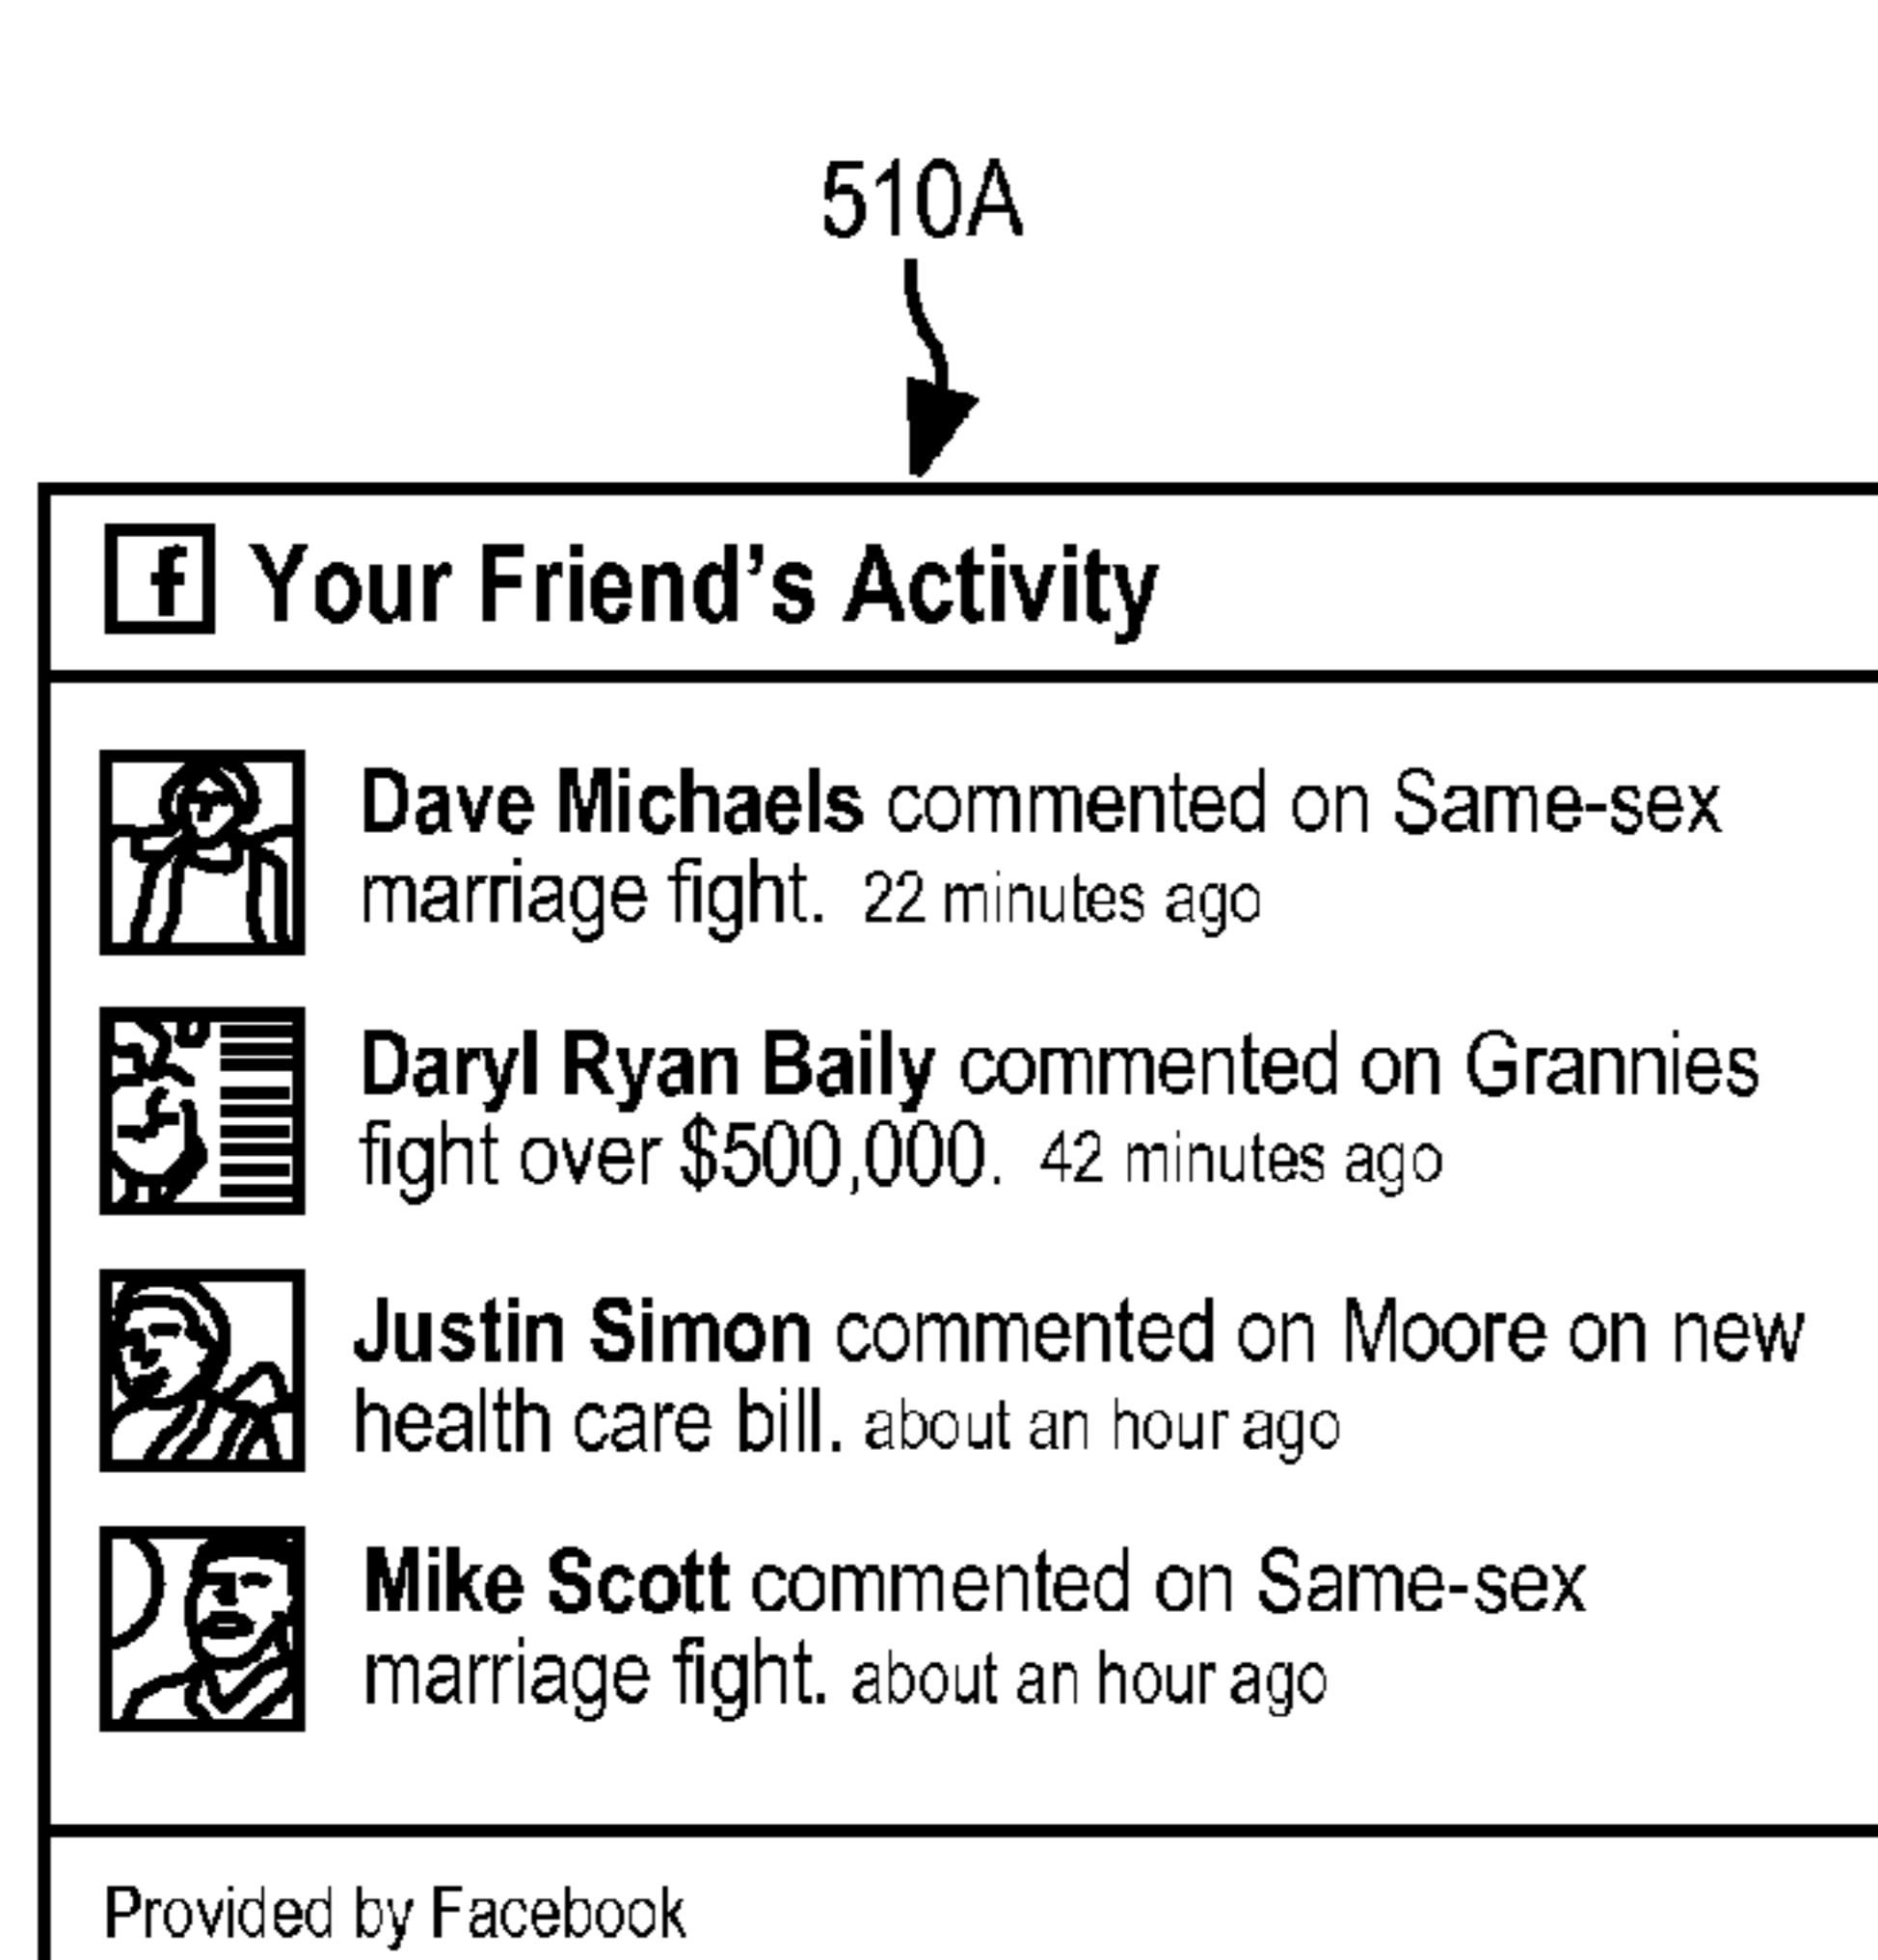 510A
f Your Friend's Activity
Dave Michaels commented on Same-sex
marriage fight. 22 minutes ago
Daryl Ryan Baily commented on Grannies
fight over $500,000. 42 minutes ago
Justin Simon commented on Moore on new
health care bill. about an hour ago
Mike Scott commented on Same-sex
marriage fight. about an hour ago
Provided by Facebook